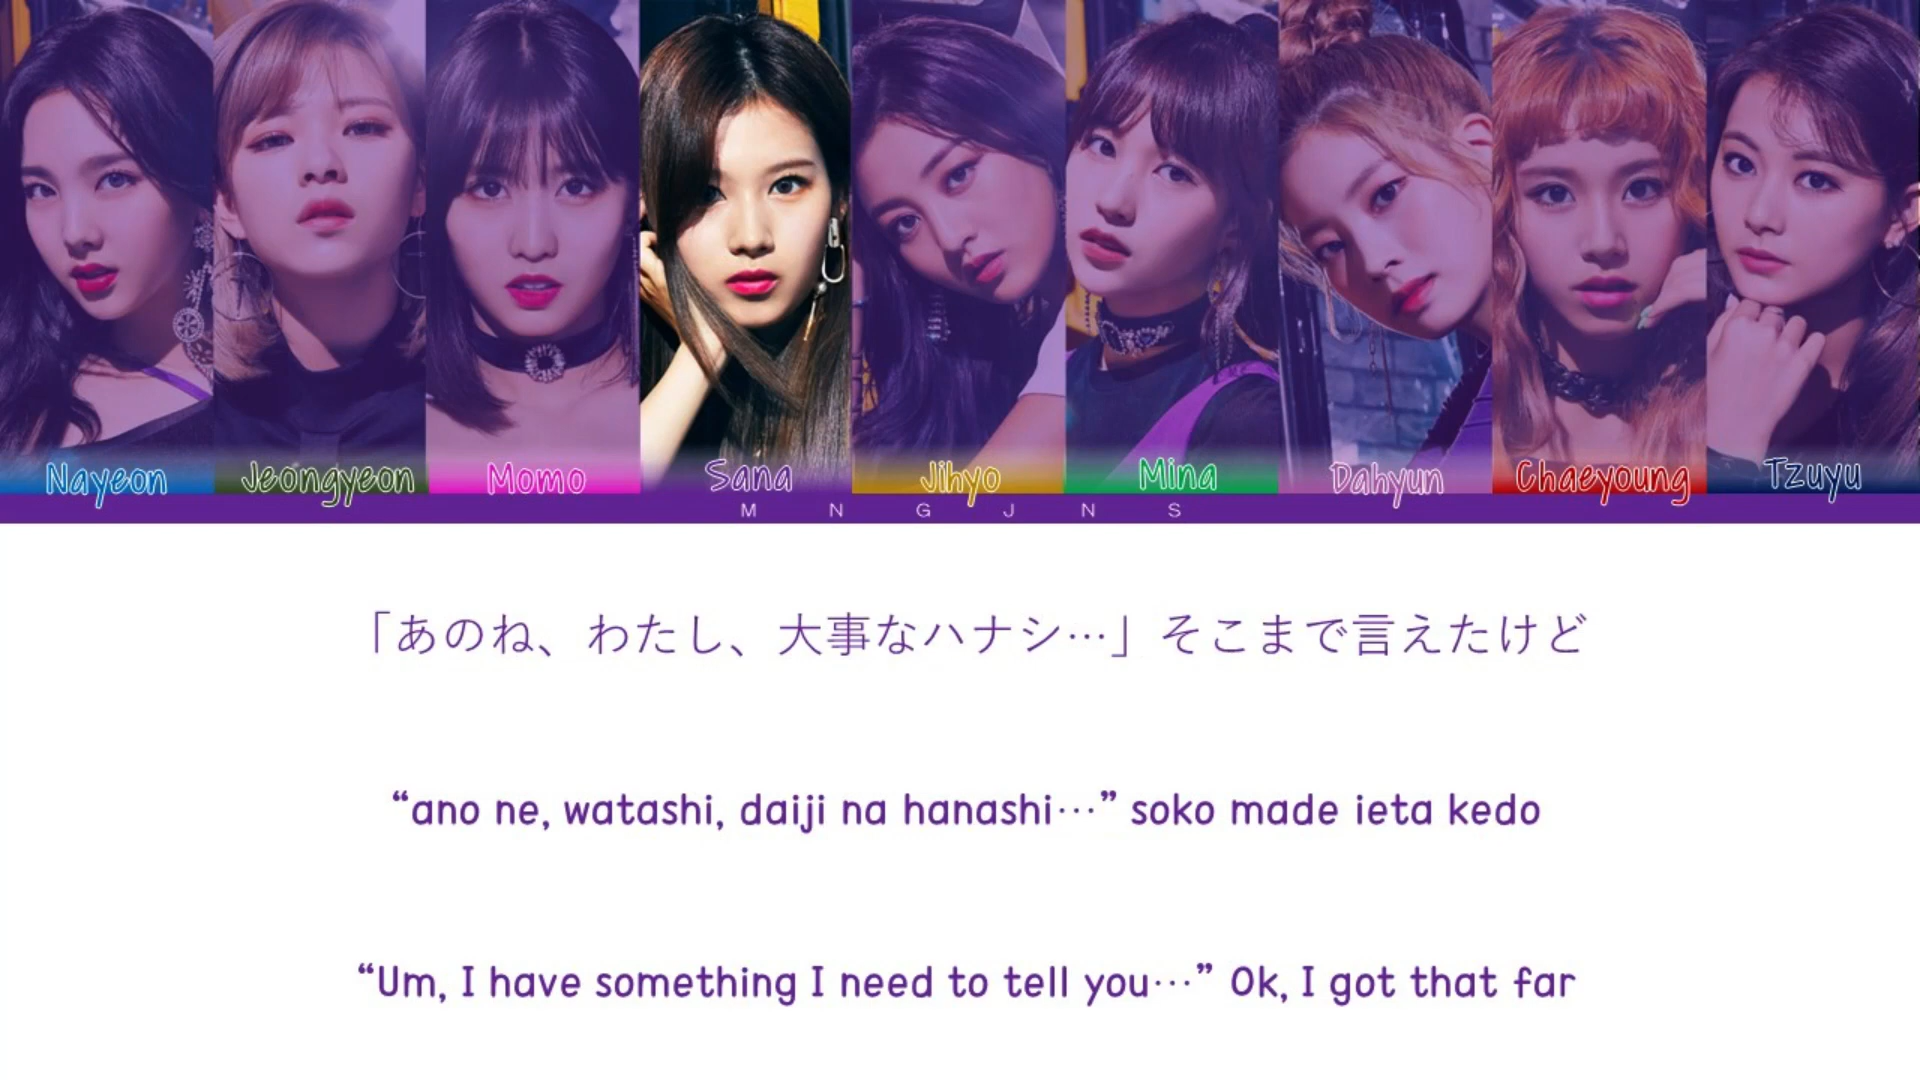 Nayeon Jeongyeon Momo Sana Jihyo Mina Dahyun Chaeyoung Tzuyu
M N G J N S
「あのね、わたし、大事なハナシ…」そこまで言えたけど
“ano ne, watashi, daiji na hanashi…” soko made ieta kedo
“Um, I have something I need to tell you…” Ok, I got that far